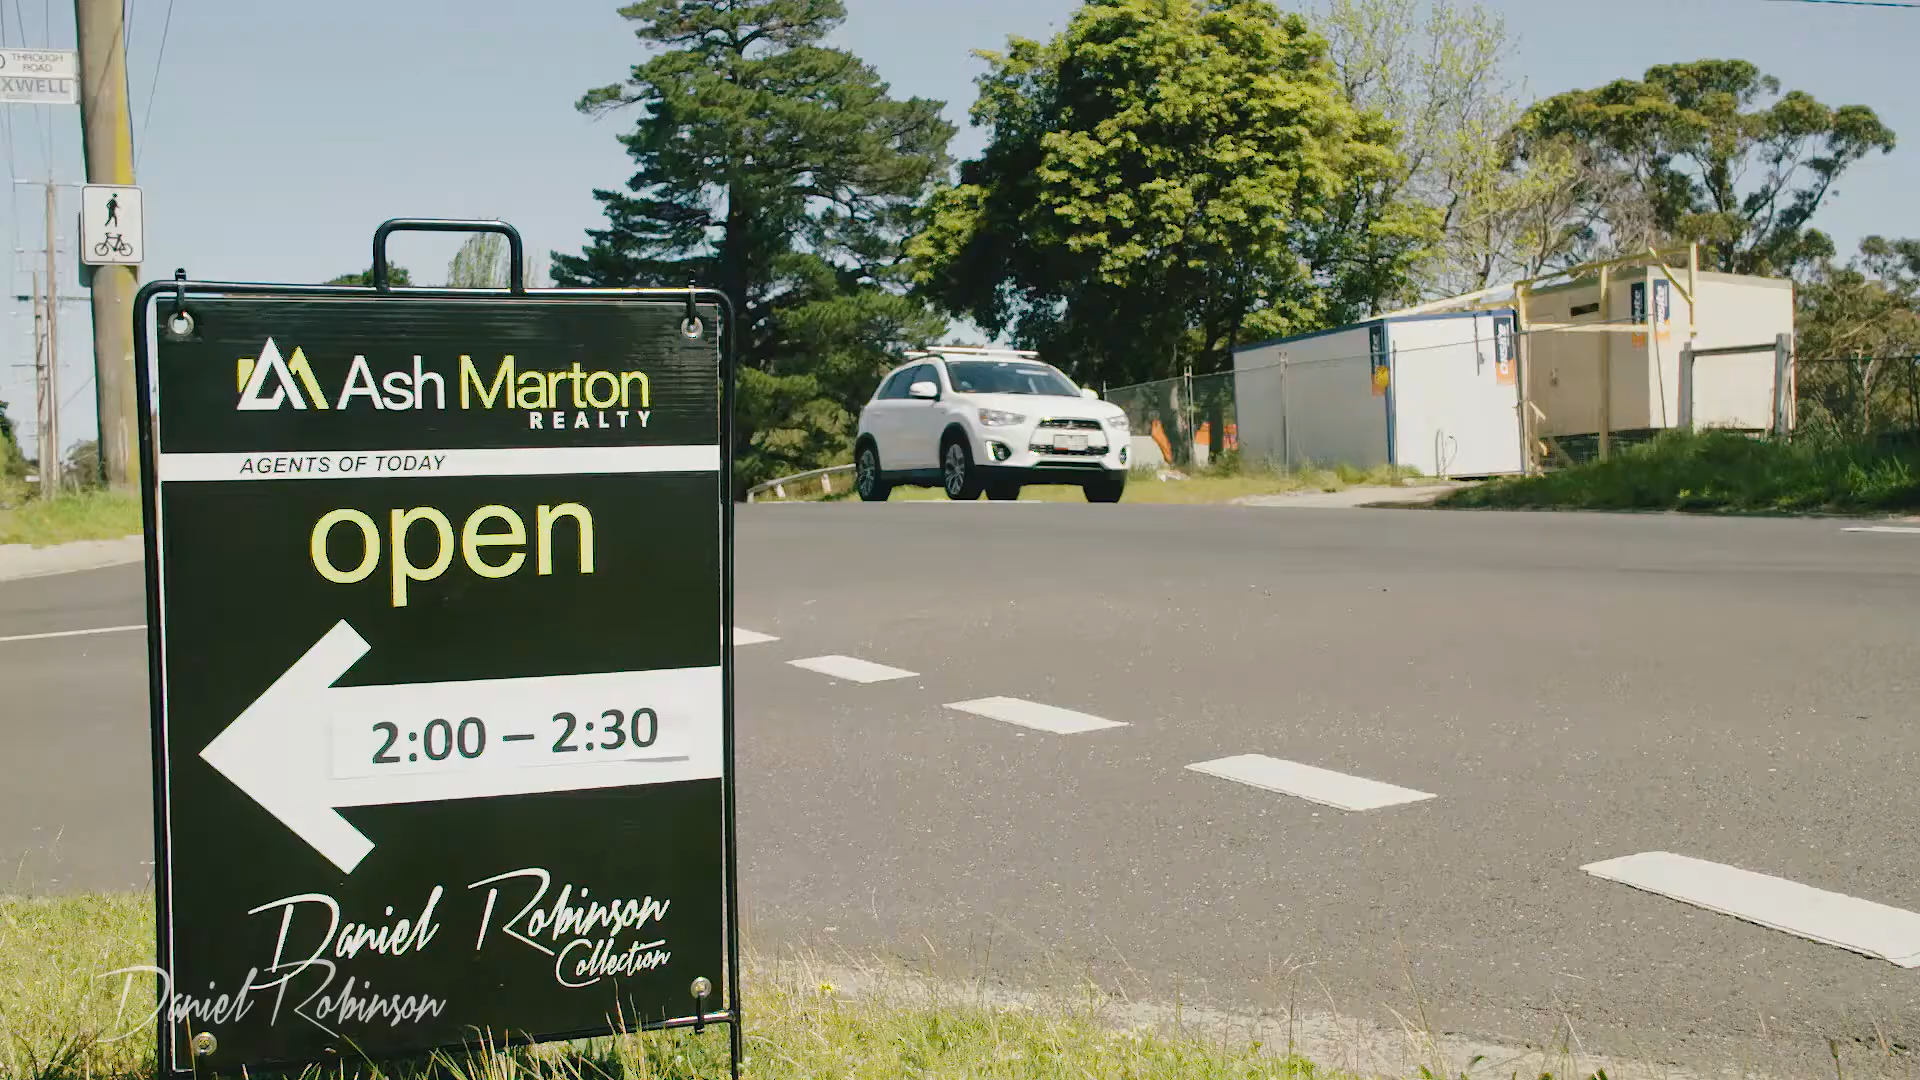 THROUGH
ROAD
XWELL
Ash Marton
REALTY
AGENTS OF TODAY
open
2:00 – 2:30
Daniel Robinson
Collection
Daniel Robinson